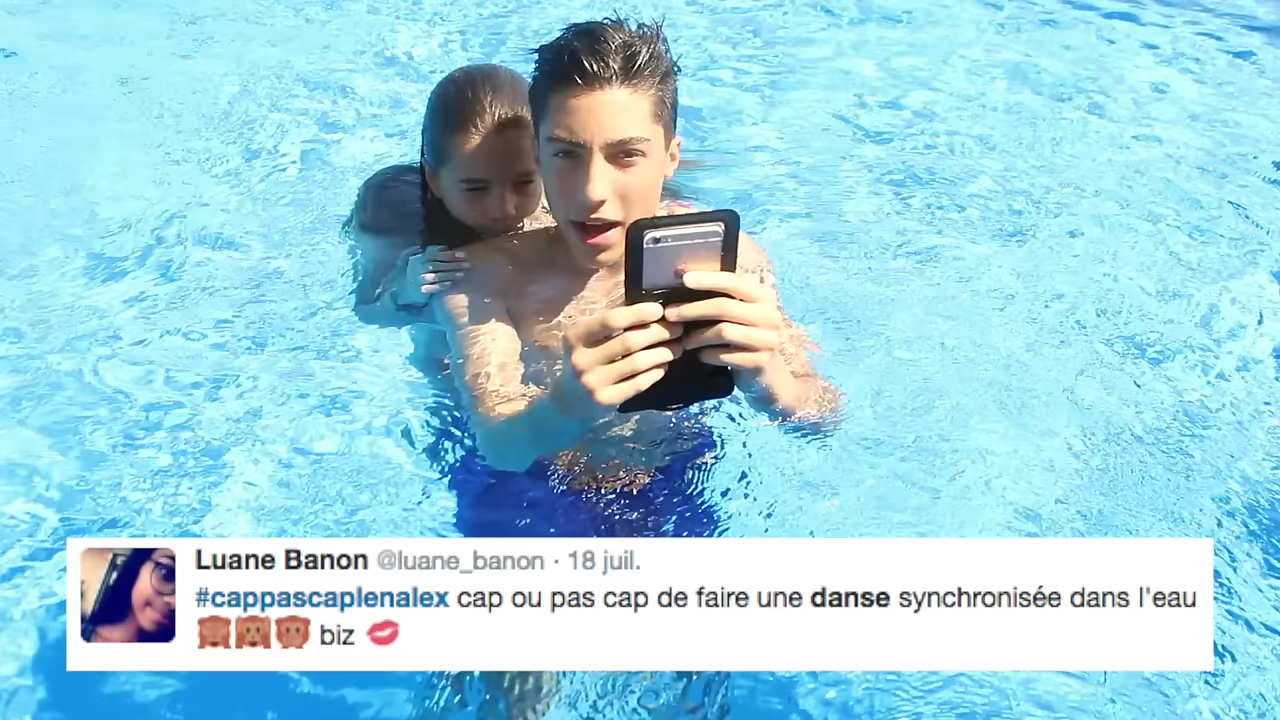 Luane Banon @luane_banon · 18 juil.
#cappascaplenalex cap ou pas cap de faire une danse synchronisée dans l'eau
🙈🙉🙊 biz 💋